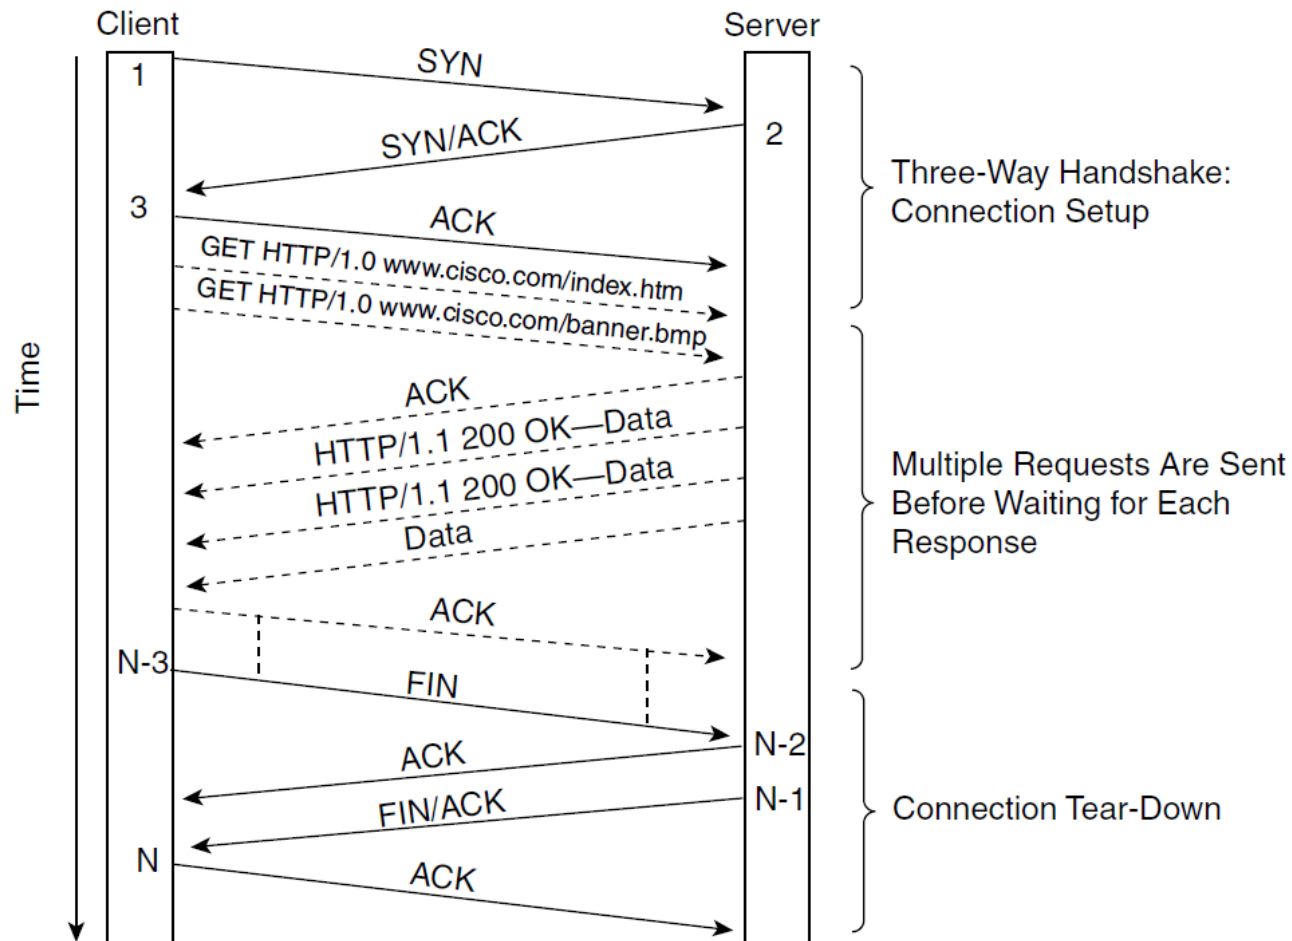 Client
Server
1
SYN
2
SYN/ACK
Three-Way Handshake:
Connection Setup
3
ACK
GET HTTP/1.0 www.cisco.com/index.htm
GET HTTP/1.0 www.cisco.com/banner.bmp
Time
ACK
HTTP/1.1 200 OK—Data
HTTP/1.1 200 OK—Data
Data
Multiple Requests Are Sent
Before Waiting for Each
Response
ACK
N-3
FIN
N-2
ACK
N-1
FIN/ACK
Connection Tear-Down
N
ACK